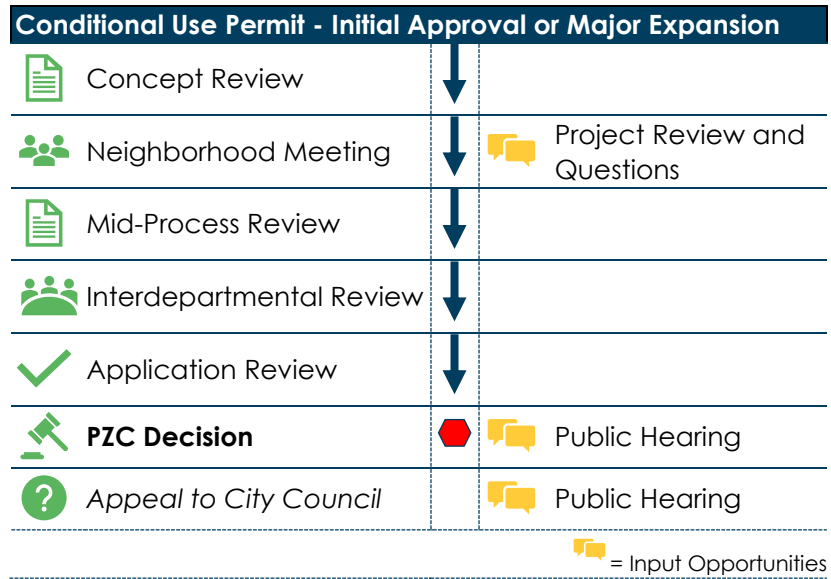 Conditional Use Permit - Initial Approval or Major Expansion
Concept Review
Neighborhood Meeting
Project Review and
Questions
Mid-Process Review
Interdepartmental Review
Application Review
PZC Decision
Public Hearing
?
Appeal to City Council
Public Hearing
= Input Opportunities